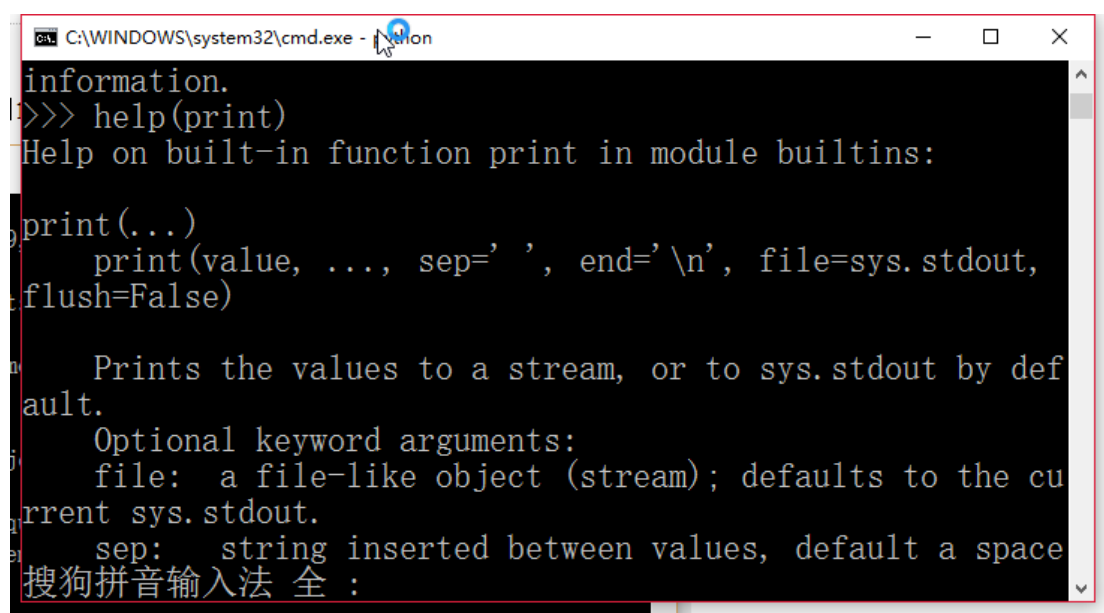 C:\WINDOWS\system32\cmd.exe - python
information.
>>> help(print)
Help on built-in function print in module builtins:
print(...)
print(value, ..., sep=' ', end='\n', file=sys.stdout,
flush=False)
Prints the values to a stream, or to sys.stdout by def
ault.
Optional keyword arguments:
file:  a file-like object (stream); defaults to the cu
rrent sys.stdout.
sep:   string inserted between values, default a space
搜狗拼音输入法 全 :